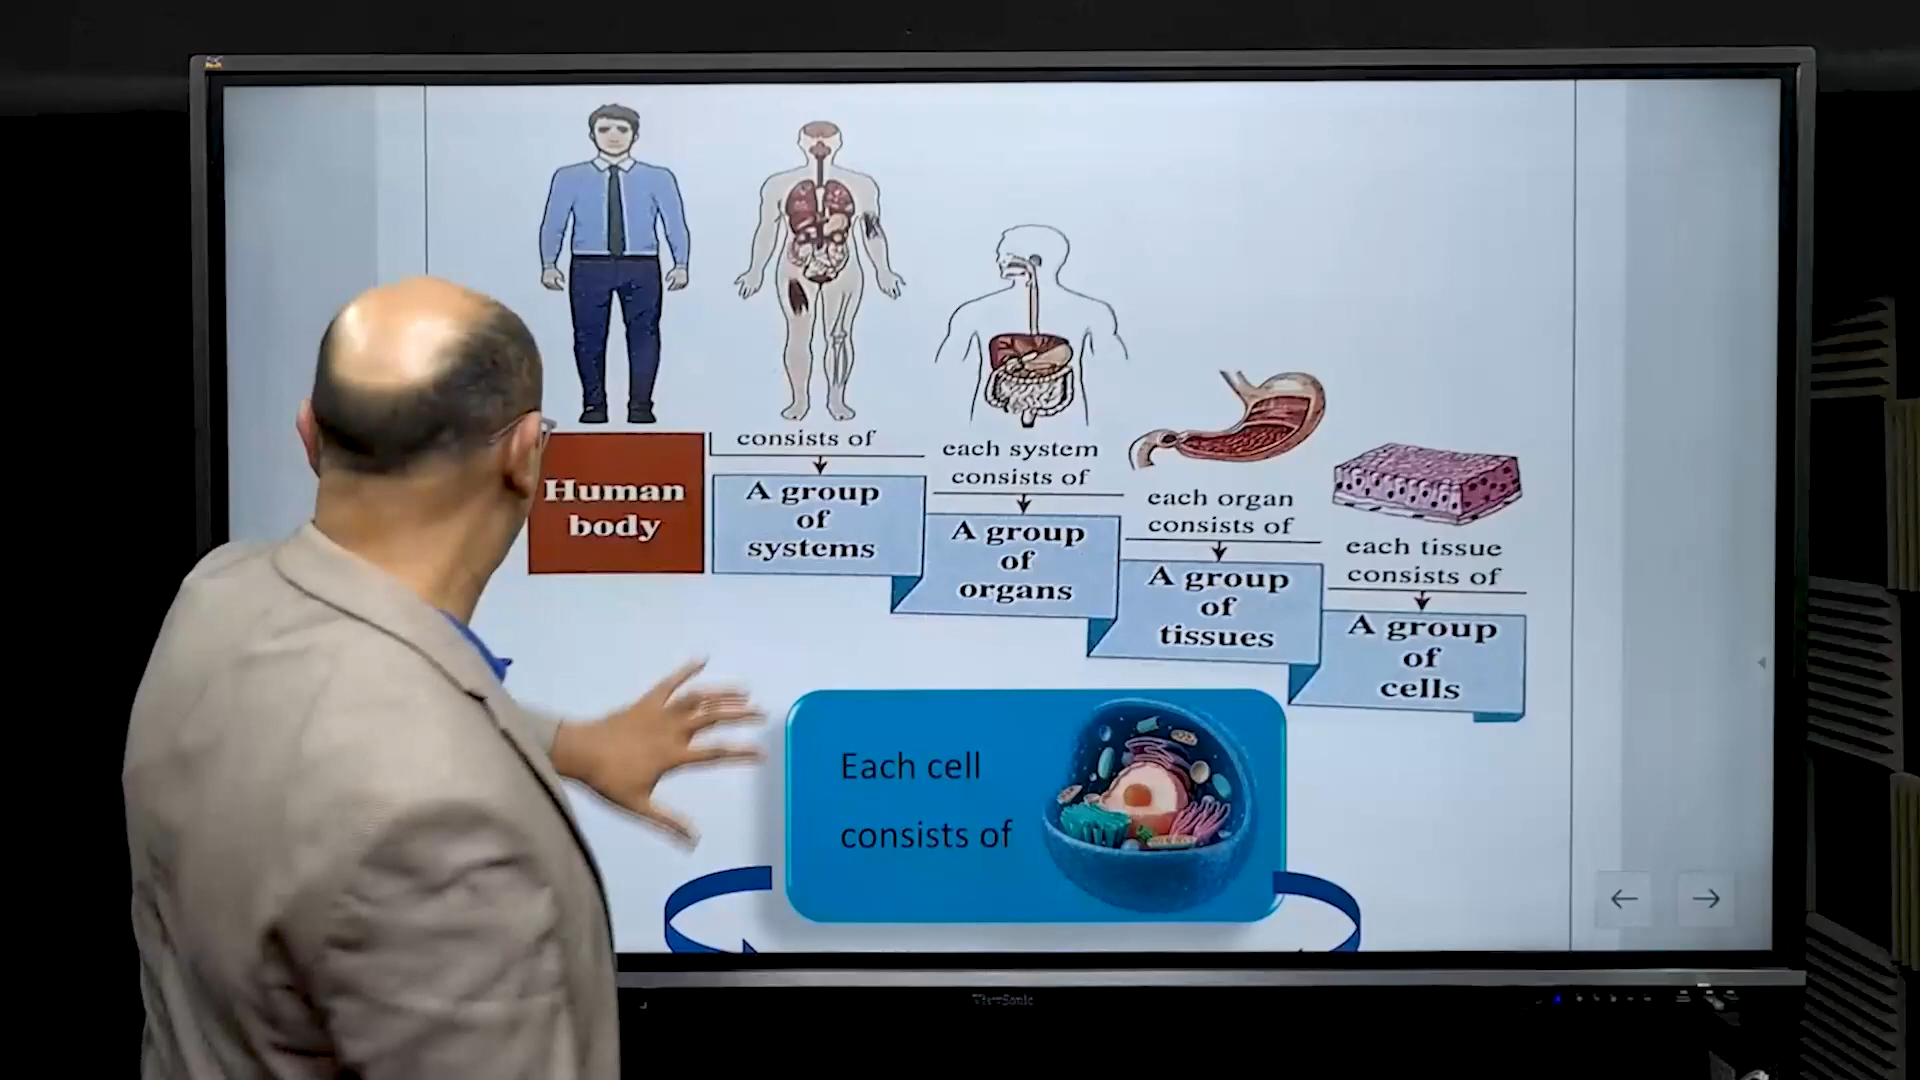 Human
body
consists of
A group
of
systems
each system
consists of
A group
of
organs
each organ
consists of
A group
of
tissues
each tissue
consists of
A group
of
cells
Each cell
consists of
ViewSonic